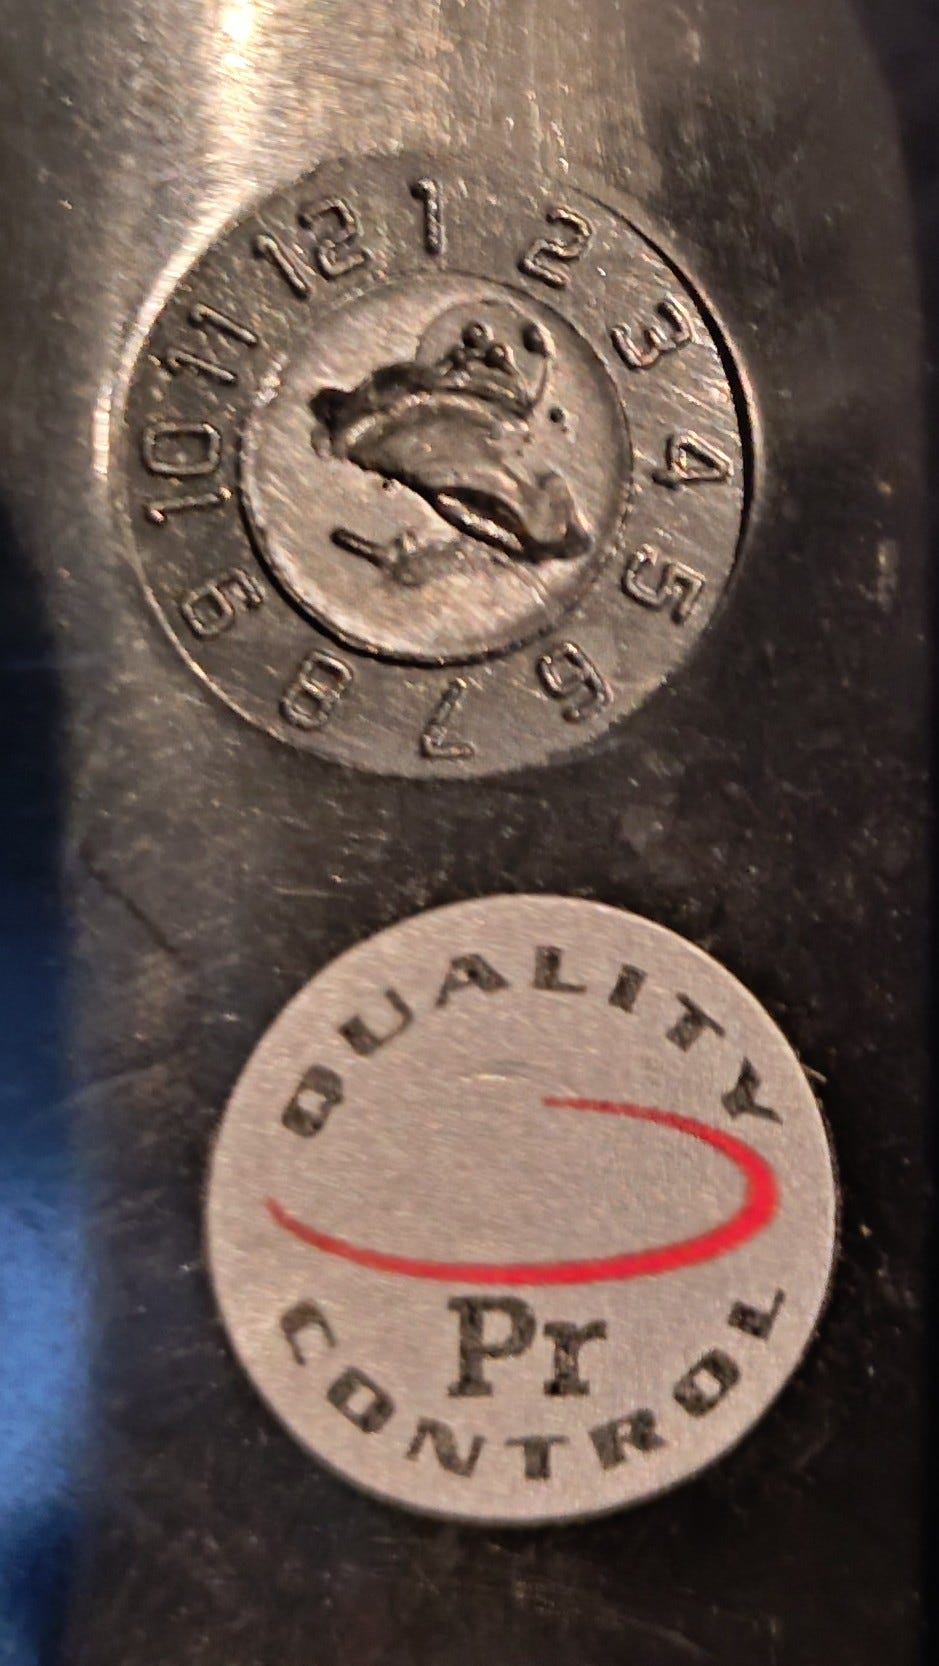 1 2 3 4 5 6 7 8 9 10 11 12
QUALITY
Pr
CONTROL